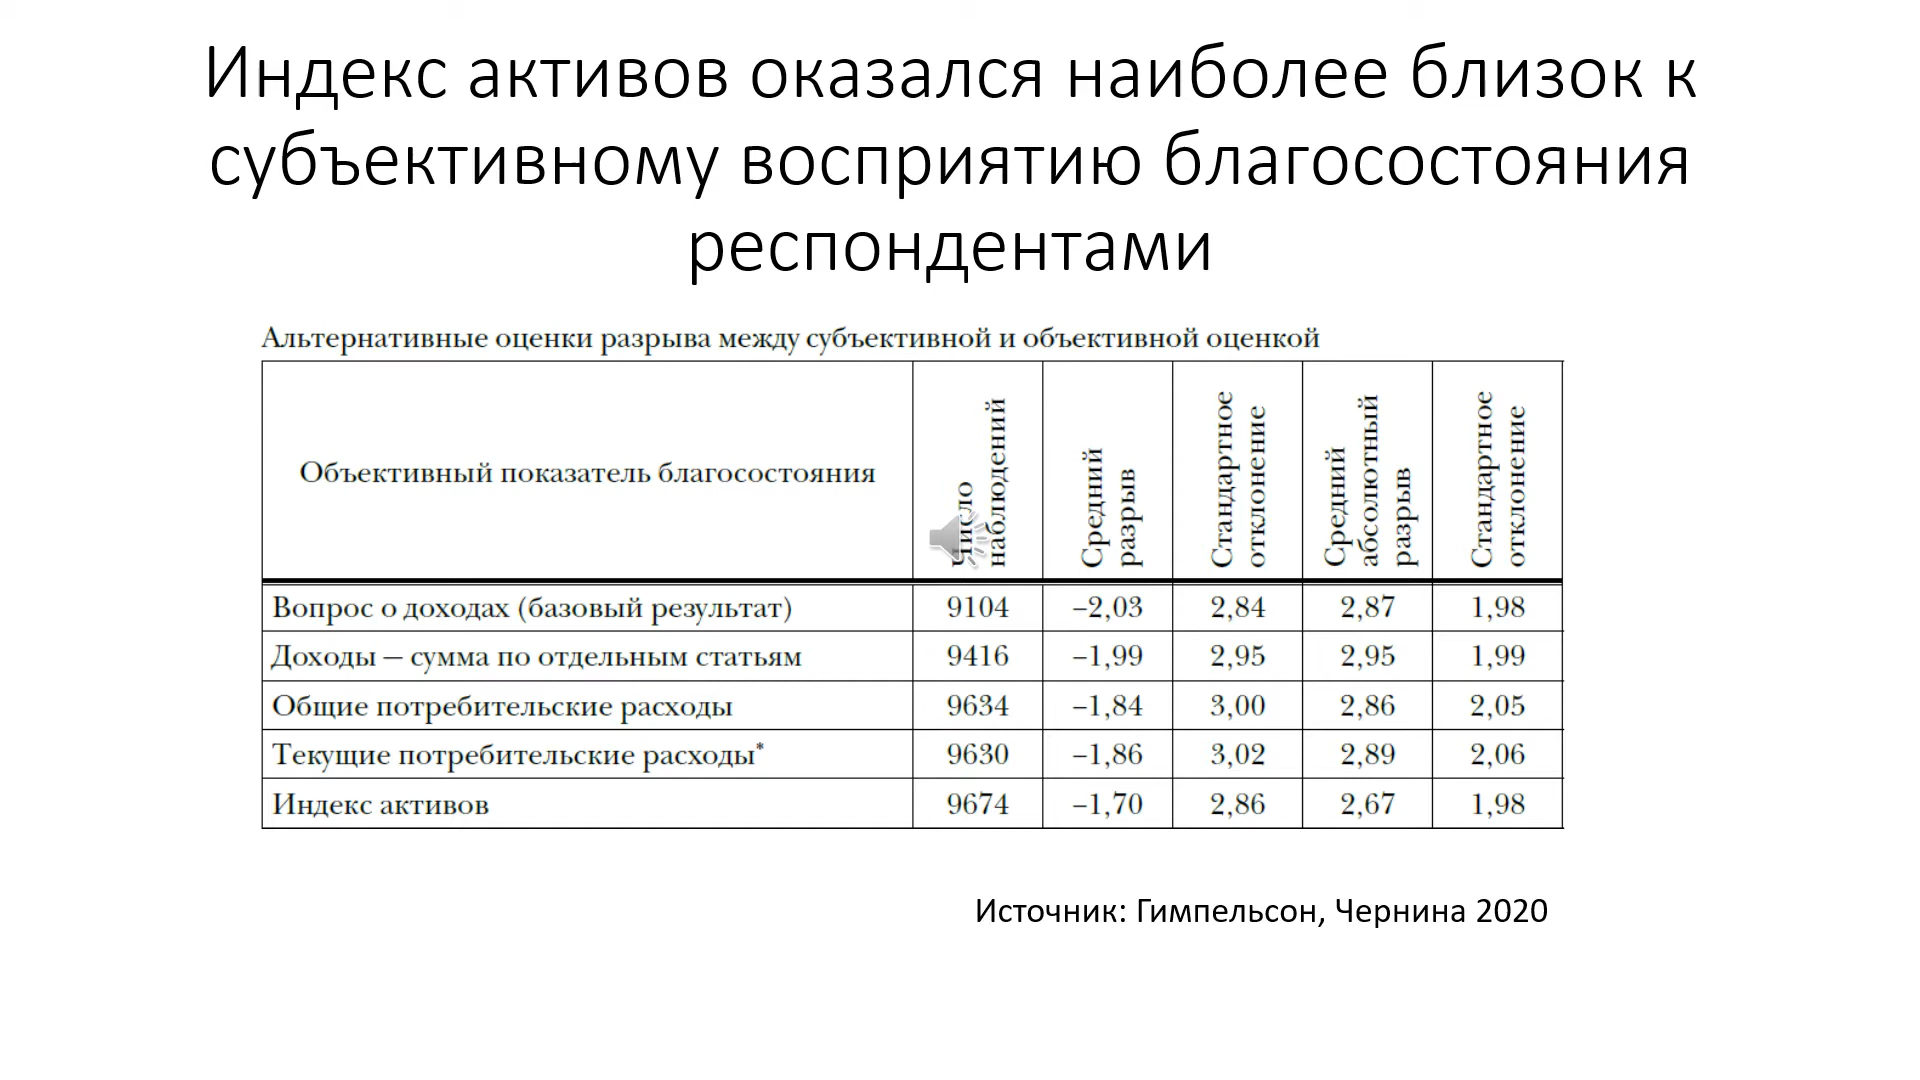 Индекс активов оказался наиболее близок к
субъективному восприятию благосостояния
респондентами
Альтернативные оценки разрыва между субъективной и объективной оценкой
Объективный показатель благосостояния
Число
наблюдений
Средний
разрыв
Стандартное
отклонение
Средний
абсолютный
разрыв
Стандартное
отклонение
Вопрос о доходах (базовый результат) 9104 –2,03 2,84 2,87 1,98
Доходы — сумма по отдельным статьям 9416 –1,99 2,95 2,95 1,99
Общие потребительские расходы 9634 –1,84 3,00 2,86 2,05
Текущие потребительские расходы* 9630 –1,86 3,02 2,89 2,06
Индекс активов 9674 –1,70 2,86 2,67 1,98
Источник: Гимпельсон, Чернина 2020